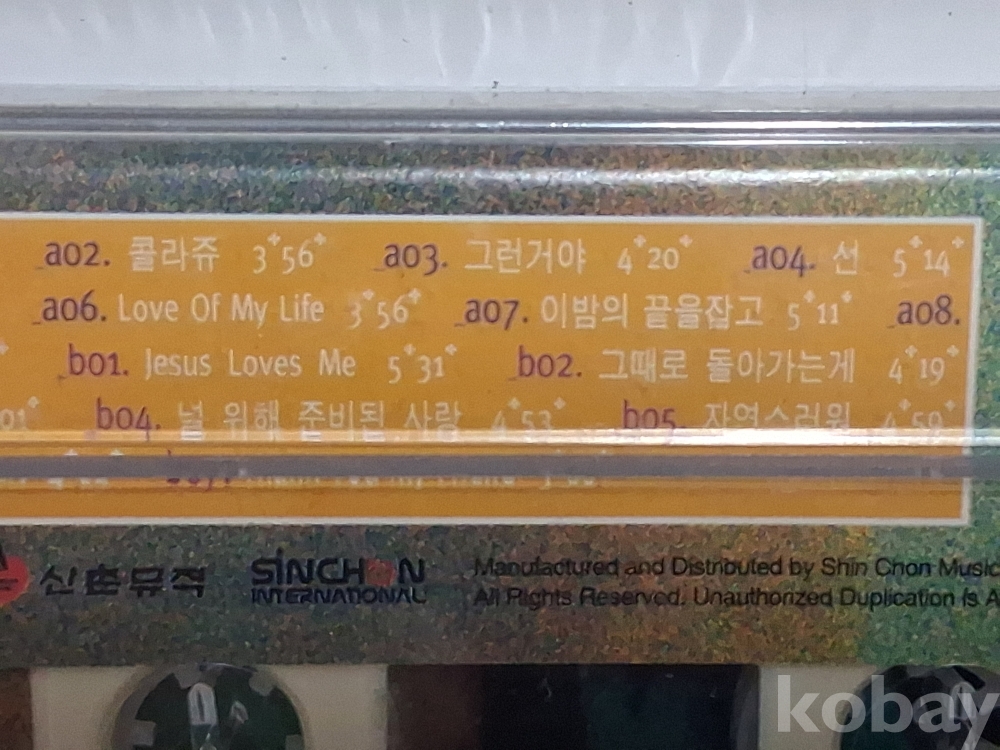 a02. 콜라쥬 3'56" a03. 그런거야 4'20" a04. 선 5'14"
a06. Love Of My Life 3'56" a07. 이밤의 끝을잡고 5'11" a08.
b01. Jesus Loves Me 5'31" b02. 그때로 돌아가는게 4'19"
01" b04. 널 위해 준비된 사랑 4'53" b05. 자연스러워 4'59"
신촌뮤직 SINCHON Manufactured and Distributed by Shin Chon Music
INTERNATIONAL All Rights Reserved. Unauthorized Duplication is A
kobay